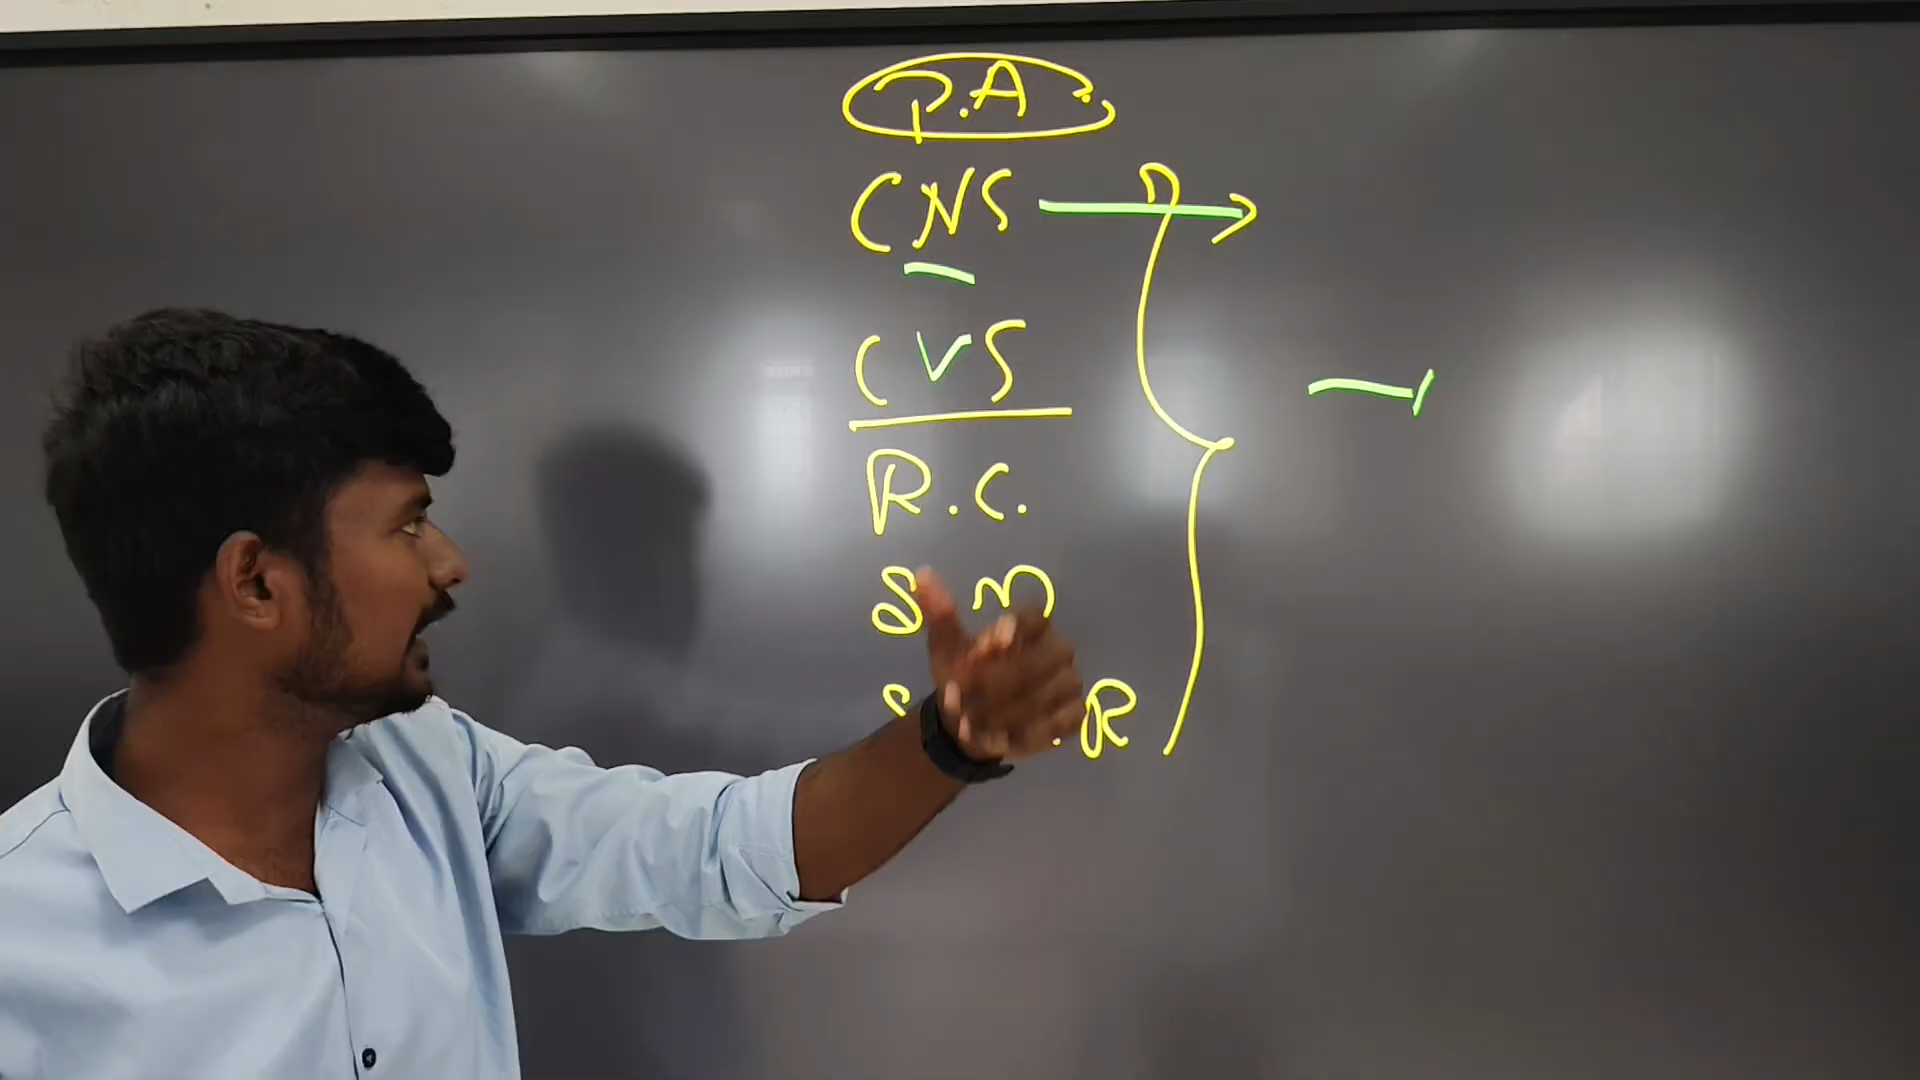 P.A
CNS
CVS
R.C.
S m
S . R